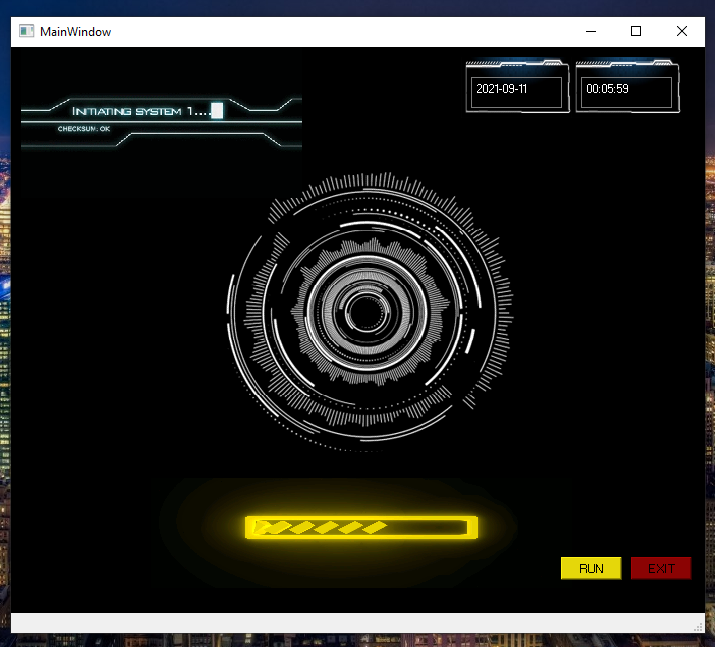 MainWindow
2021-09-11
00:05:59
INITIATING SYSTEM 1....
CHECKSUM: OK
RUN
EXIT